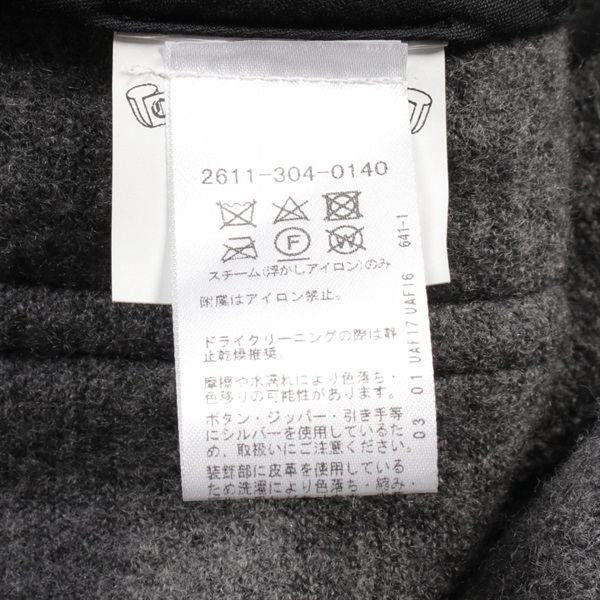 2611-304-0140
F
W
スチーム(浮かしアイロン)のみ
附属はアイロン禁止。
ドライクリーニングの際は静
止乾燥推奨。
摩擦や水濡れにより色落ち・
色移りの可能性があります。
ボタン・ジッパー・引き手等
にシルバーを使用しているた
め、取扱いにご注意ください。
装飾部に皮革を使用している
ため洗濯により色落ち・縮み・
03 01 UAF17 UAF16 641-1